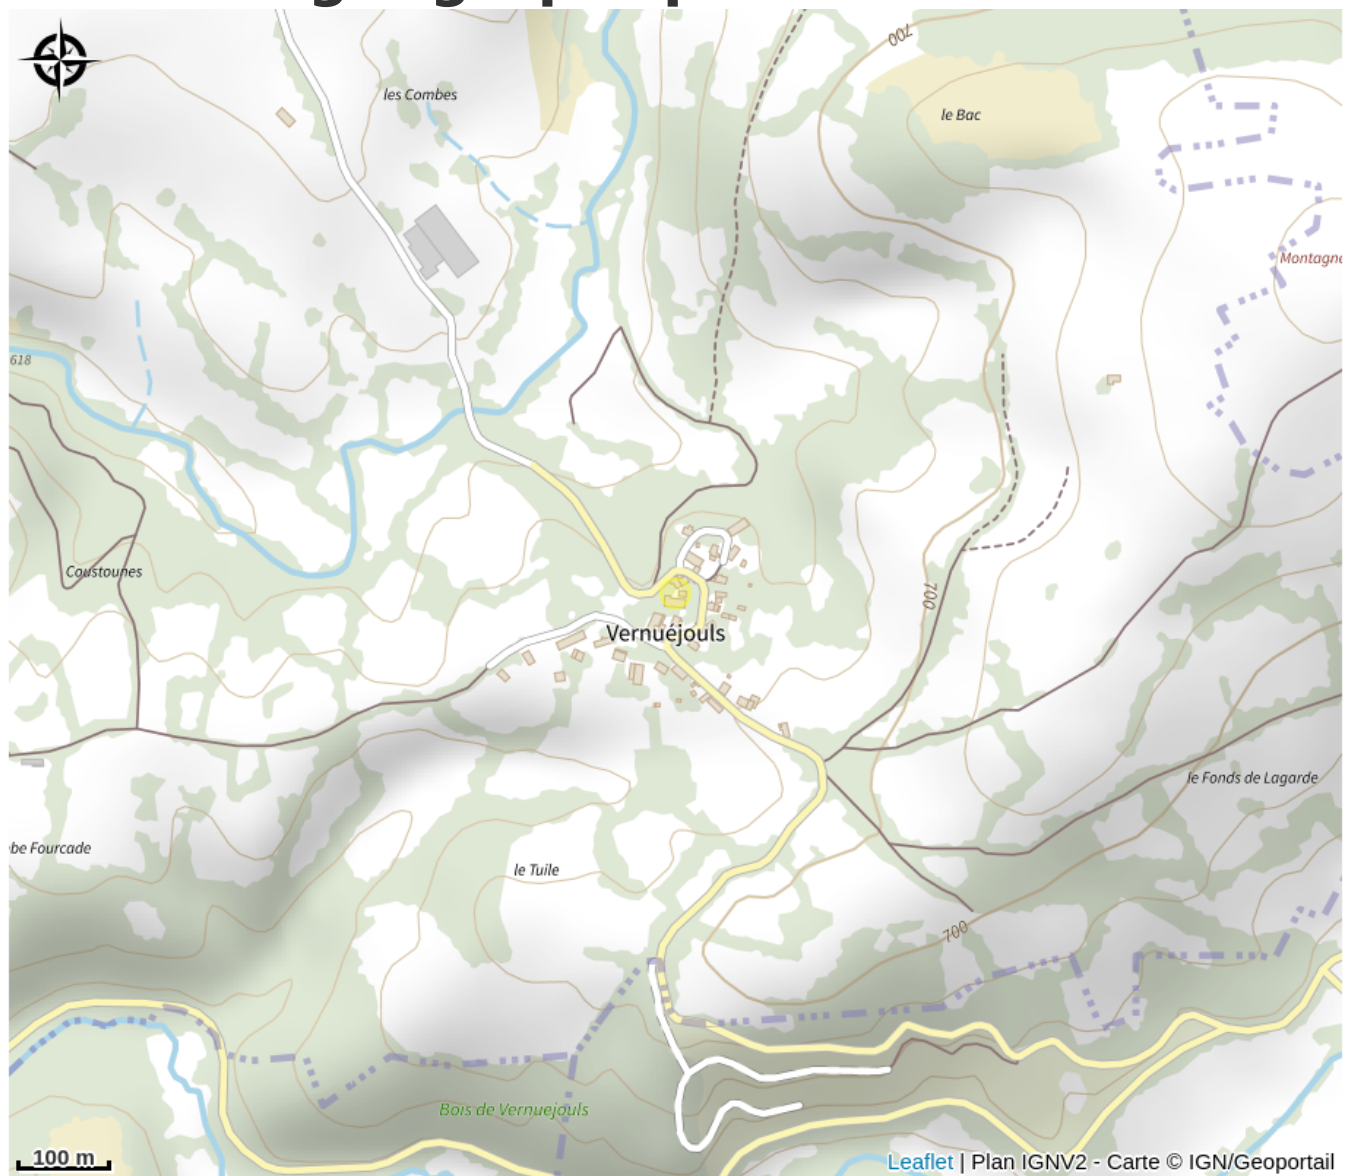 700
les Combes
le Bac
Montagne
618
Coustounes
700
Vernuéjouls
le Fonds de Lagarde
be Fourcade
le Tuile
700
Bois de Vernuejouls
100 m
Leaflet | Plan IGNV2 - Carte © IGN/Geoportail